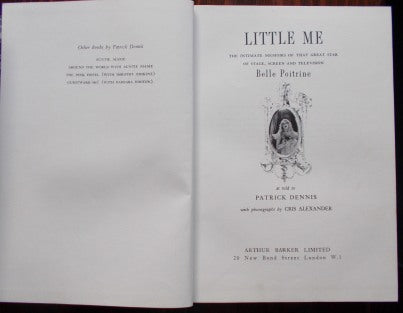 Other books by Patrick Dennis
AUNTIE MAME
AROUND THE WORLD WITH AUNTIE MAME
THE PINK HOTEL (WITH DOROTHY ERSKINE)
GUESTWARD HO! (WITH BARBARA HOOTON)
LITTLE ME
THE INTIMATE MEMOIRS OF THAT GREAT STAR
OF STAGE, SCREEN AND TELEVISION
Belle Poitrine
as told to
PATRICK DENNIS
with photographs by CRIS ALEXANDER
ARTHUR BARKER LIMITED
20 New Bond Street London W.1